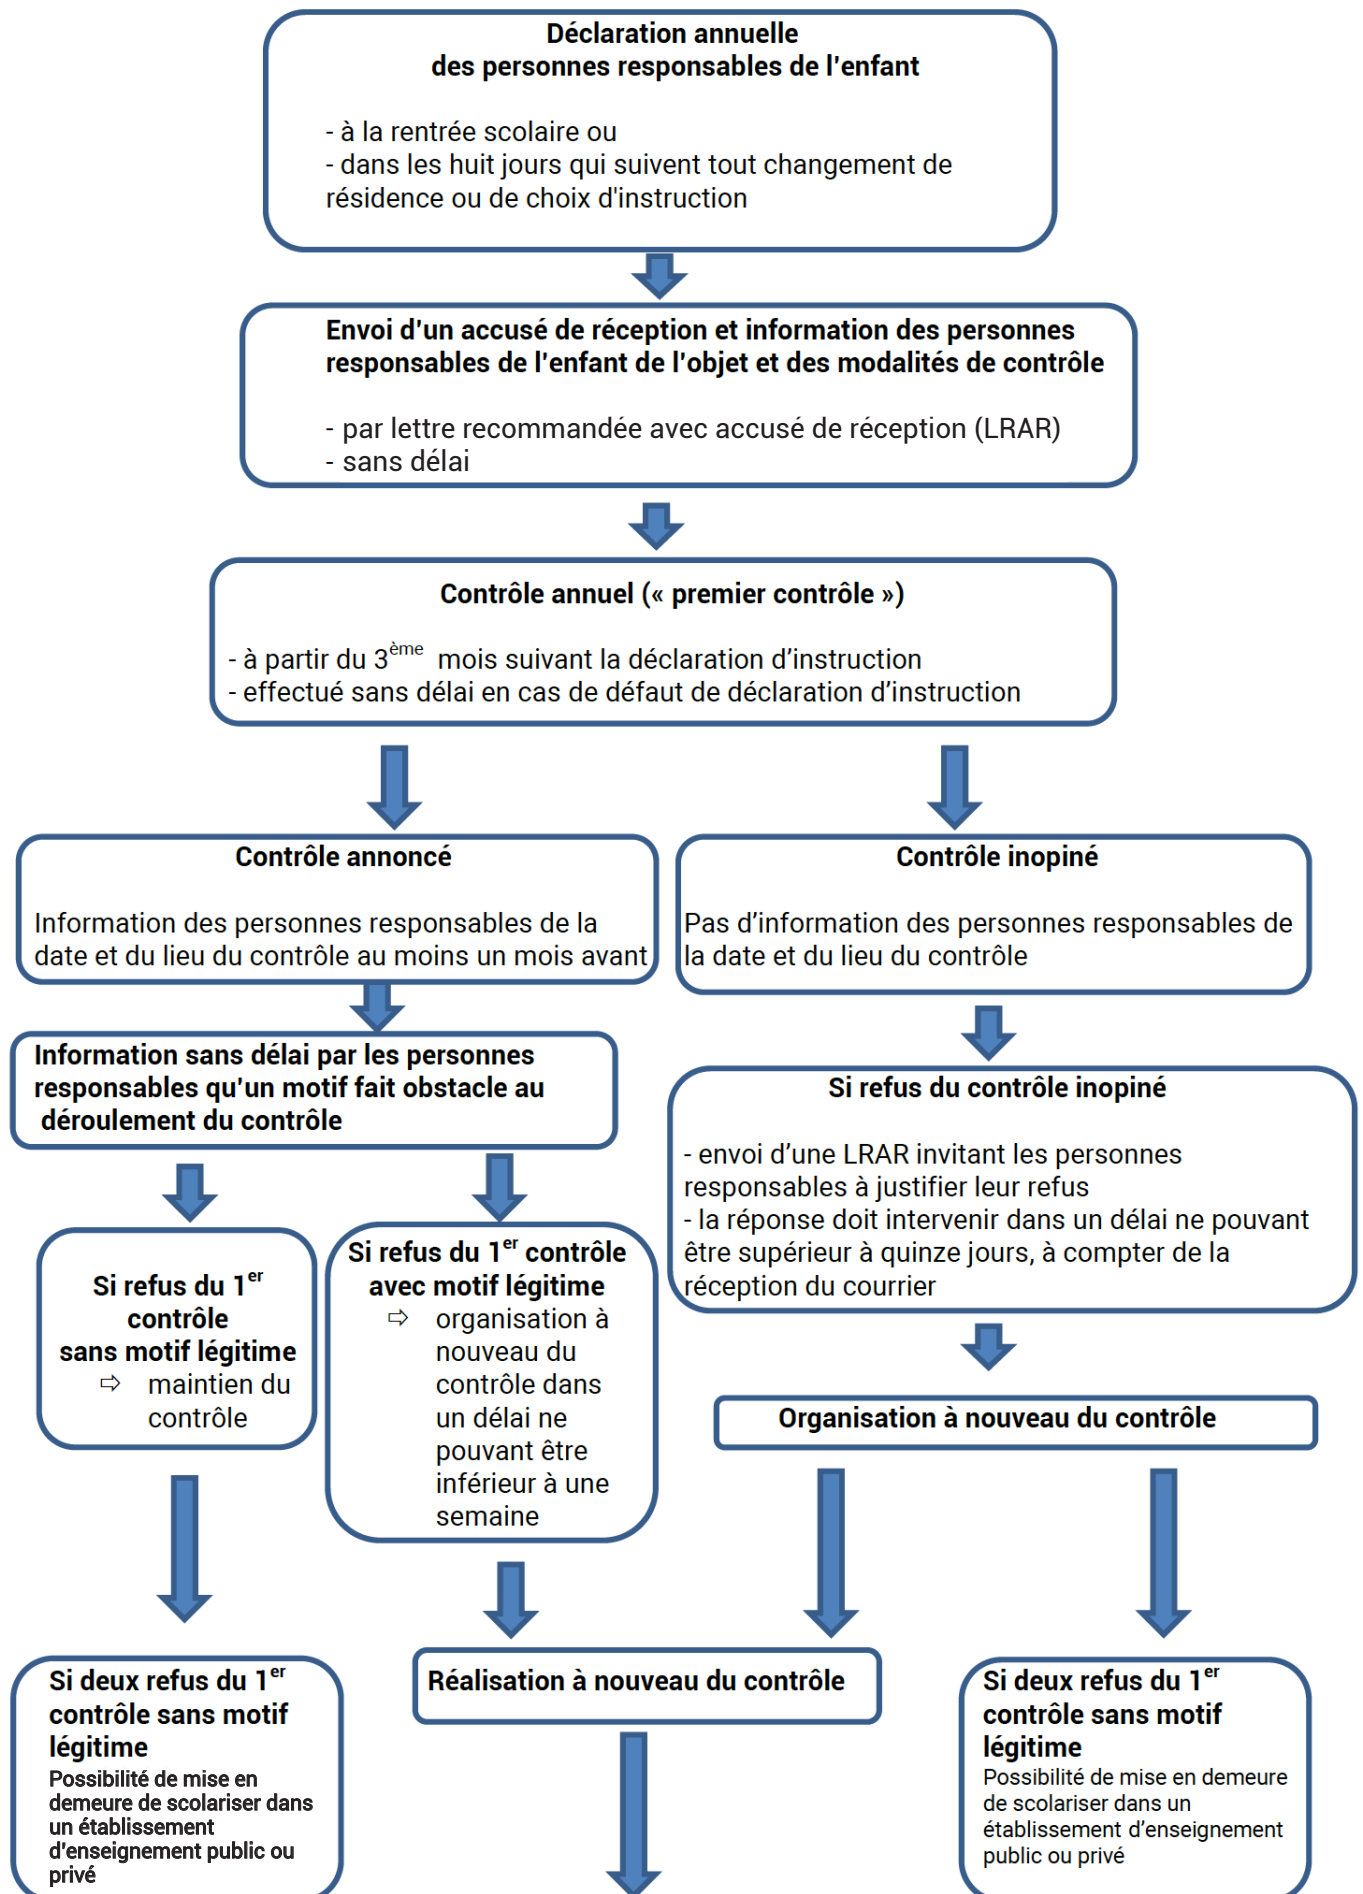 Déclaration annuelle
des personnes responsables de l’enfant
- à la rentrée scolaire ou
- dans les huit jours qui suivent tout changement de
résidence ou de choix d'instruction
Envoi d’un accusé de réception et information des personnes
responsables de l’enfant de l’objet et des modalités de contrôle
- par lettre recommandée avec accusé de réception (LRAR)
- sans délai
Contrôle annuel (« premier contrôle »)
- à partir du 3ème mois suivant la déclaration d’instruction
- effectué sans délai en cas de défaut de déclaration d’instruction
Contrôle annoncé
Information des personnes responsables de la
date et du lieu du contrôle au moins un mois avant
Contrôle inopiné
Pas d’information des personnes responsables de
la date et du lieu du contrôle
Information sans délai par les personnes
responsables qu’un motif fait obstacle au
déroulement du contrôle
Si refus du contrôle inopiné
- envoi d’une LRAR invitant les personnes
responsables à justifier leur refus
- la réponse doit intervenir dans un délai ne pouvant
être supérieur à quinze jours, à compter de la
réception du courrier
Si refus du 1er
contrôle
sans motif légitime
⇨ maintien du
contrôle
Si refus du 1er contrôle
avec motif légitime
⇨ organisation à
nouveau du
contrôle dans
un délai ne
pouvant être
inférieur à une
semaine
Organisation à nouveau du contrôle
Si deux refus du 1er
contrôle sans motif
légitime
Possibilité de mise en
demeure de scolariser dans
un établissement
d’enseignement public ou
privé
Réalisation à nouveau du contrôle
Si deux refus du 1er
contrôle sans motif
légitime
Possibilité de mise en demeure
de scolariser dans un
établissement d’enseignement
public ou privé